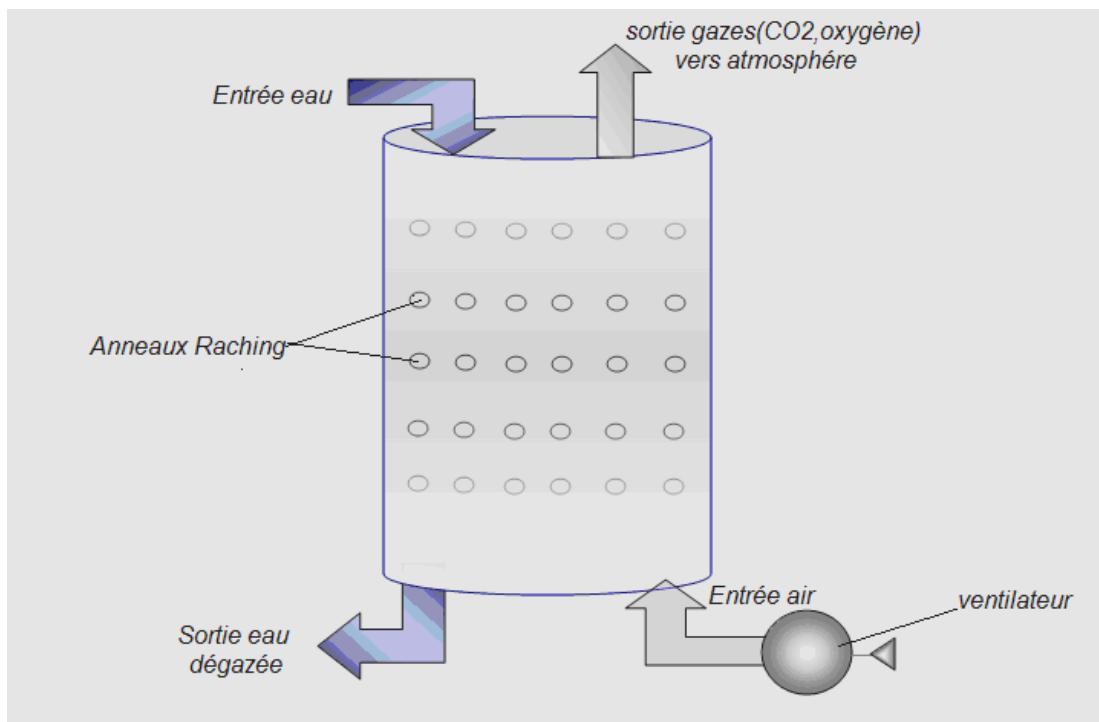 sortie gazes(CO2,oxygène)
vers atmosphére
Entrée eau
Anneaux Raching
Entrée air
ventilateur
Sortie eau
dégazée